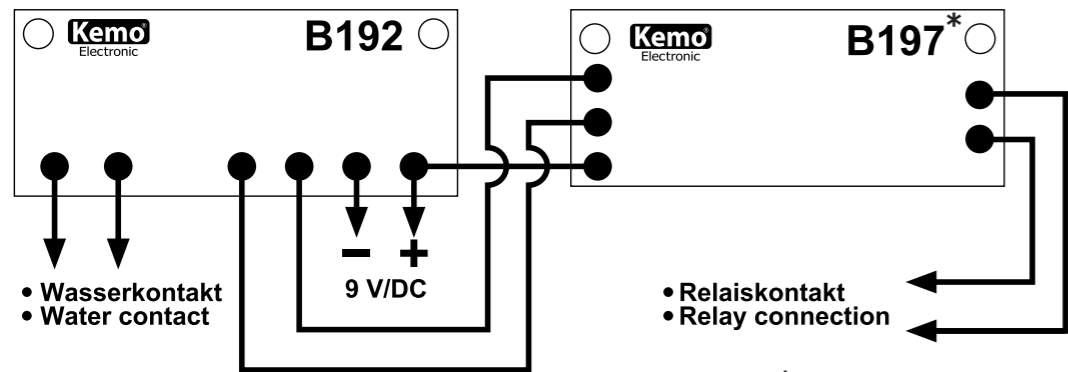 Kemo®
Electronic
B192
Kemo®
Electronic
B197*
− +
9 V/DC
• Wasserkontakt
• Water contact
• Relaiskontakt
• Relay connection